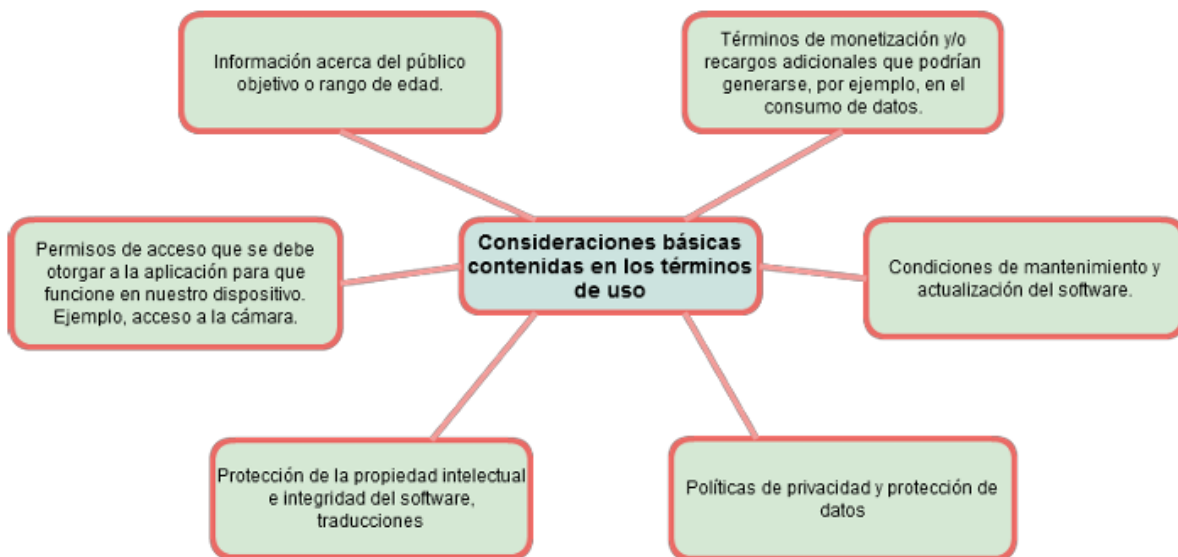 Información acerca del público
objetivo o rango de edad.
Términos de monetización y/o
recargos adicionales que podrían
generarse, por ejemplo, en el
consumo de datos.
Consideraciones básicas
contenidas en los términos
de uso
Permisos de acceso que se debe
otorgar a la aplicación para que
funcione en nuestro dispositivo.
Ejemplo, acceso a la cámara.
Condiciones de mantenimiento y
actualización del software.
Protección de la propiedad intelectual
e integridad del software,
traducciones
Políticas de privacidad y protección de
datos